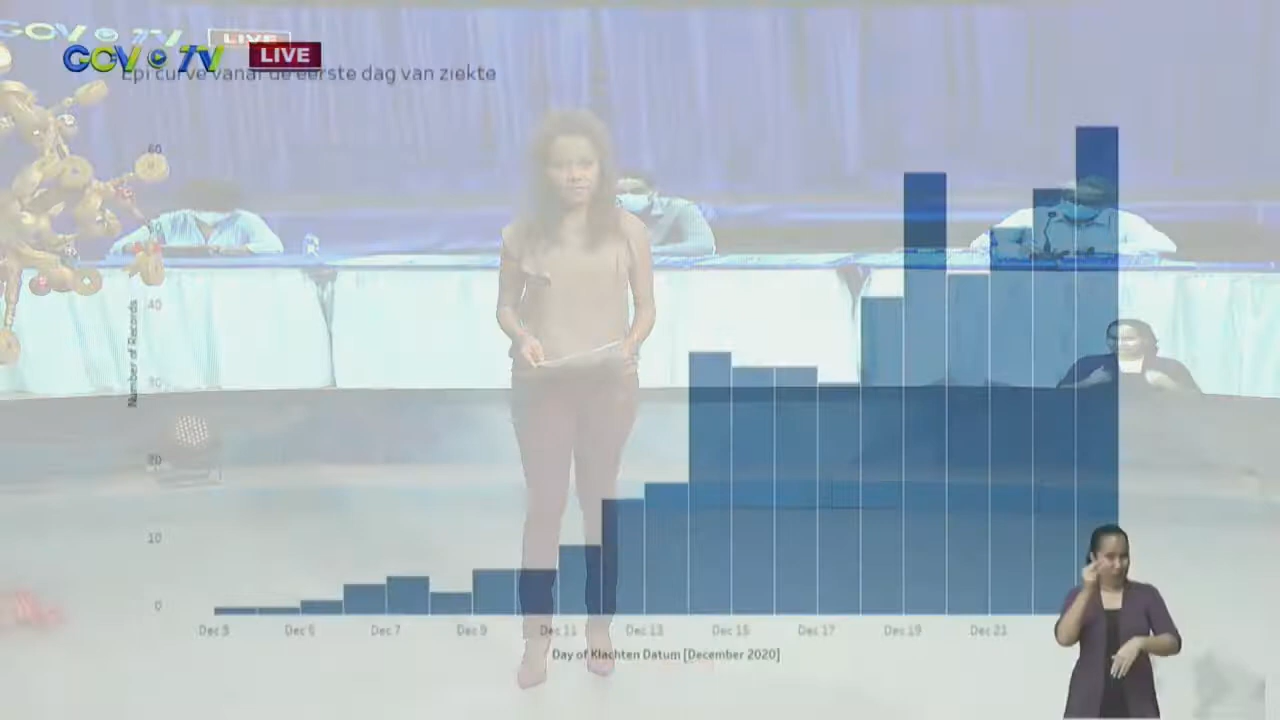 GOV TV LIVE
GOV TV LIVE
Epi curve vanaf de eerste dag van ziekte
60
40
30
20
10
0
Number of Records
Dec 5 Dec 7 Dec 9 Dec 11 Dec 13 Dec 15 Dec 17 Dec 19 Dec 21
Day of Klachten Datum [December 2020]